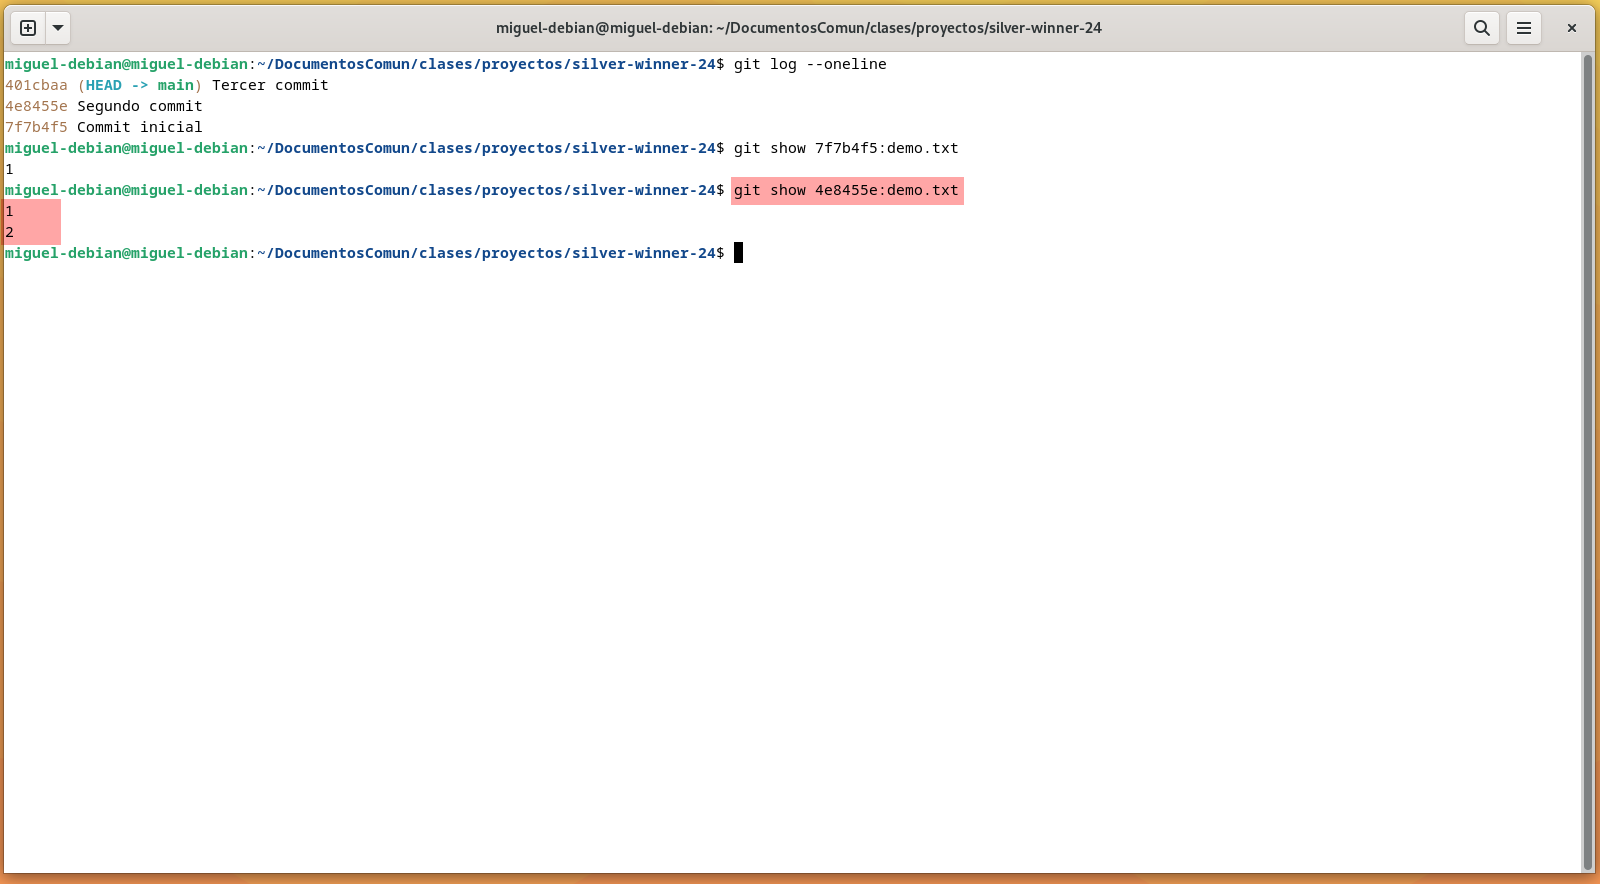 miguel-debian@miguel-debian: ~/DocumentosComun/clases/proyectos/silver-winner-24
miguel-debian@miguel-debian:~/DocumentosComun/clases/proyectos/silver-winner-24$ git log --oneline
401cbaa (HEAD -> main) Tercer commit
4e8455e Segundo commit
7f7b4f5 Commit inicial
miguel-debian@miguel-debian:~/DocumentosComun/clases/proyectos/silver-winner-24$ git show 7f7b4f5:demo.txt
1
miguel-debian@miguel-debian:~/DocumentosComun/clases/proyectos/silver-winner-24$ git show 4e8455e:demo.txt
1
2
miguel-debian@miguel-debian:~/DocumentosComun/clases/proyectos/silver-winner-24$